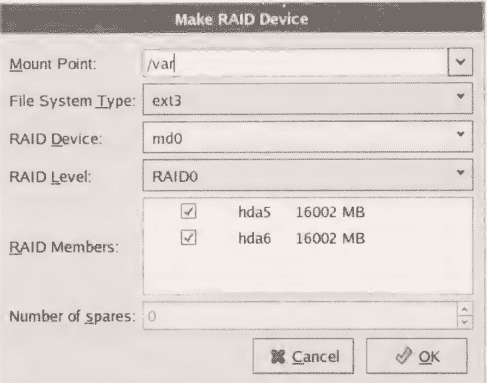 Make RAID Device
Mount Point: /var
File System Type: ext3
RAID Device: md0
RAID Level: RAID0
RAID Members:
hda5 16002 MB
hda6 16002 MB
Number of spares: 0
Cancel OK